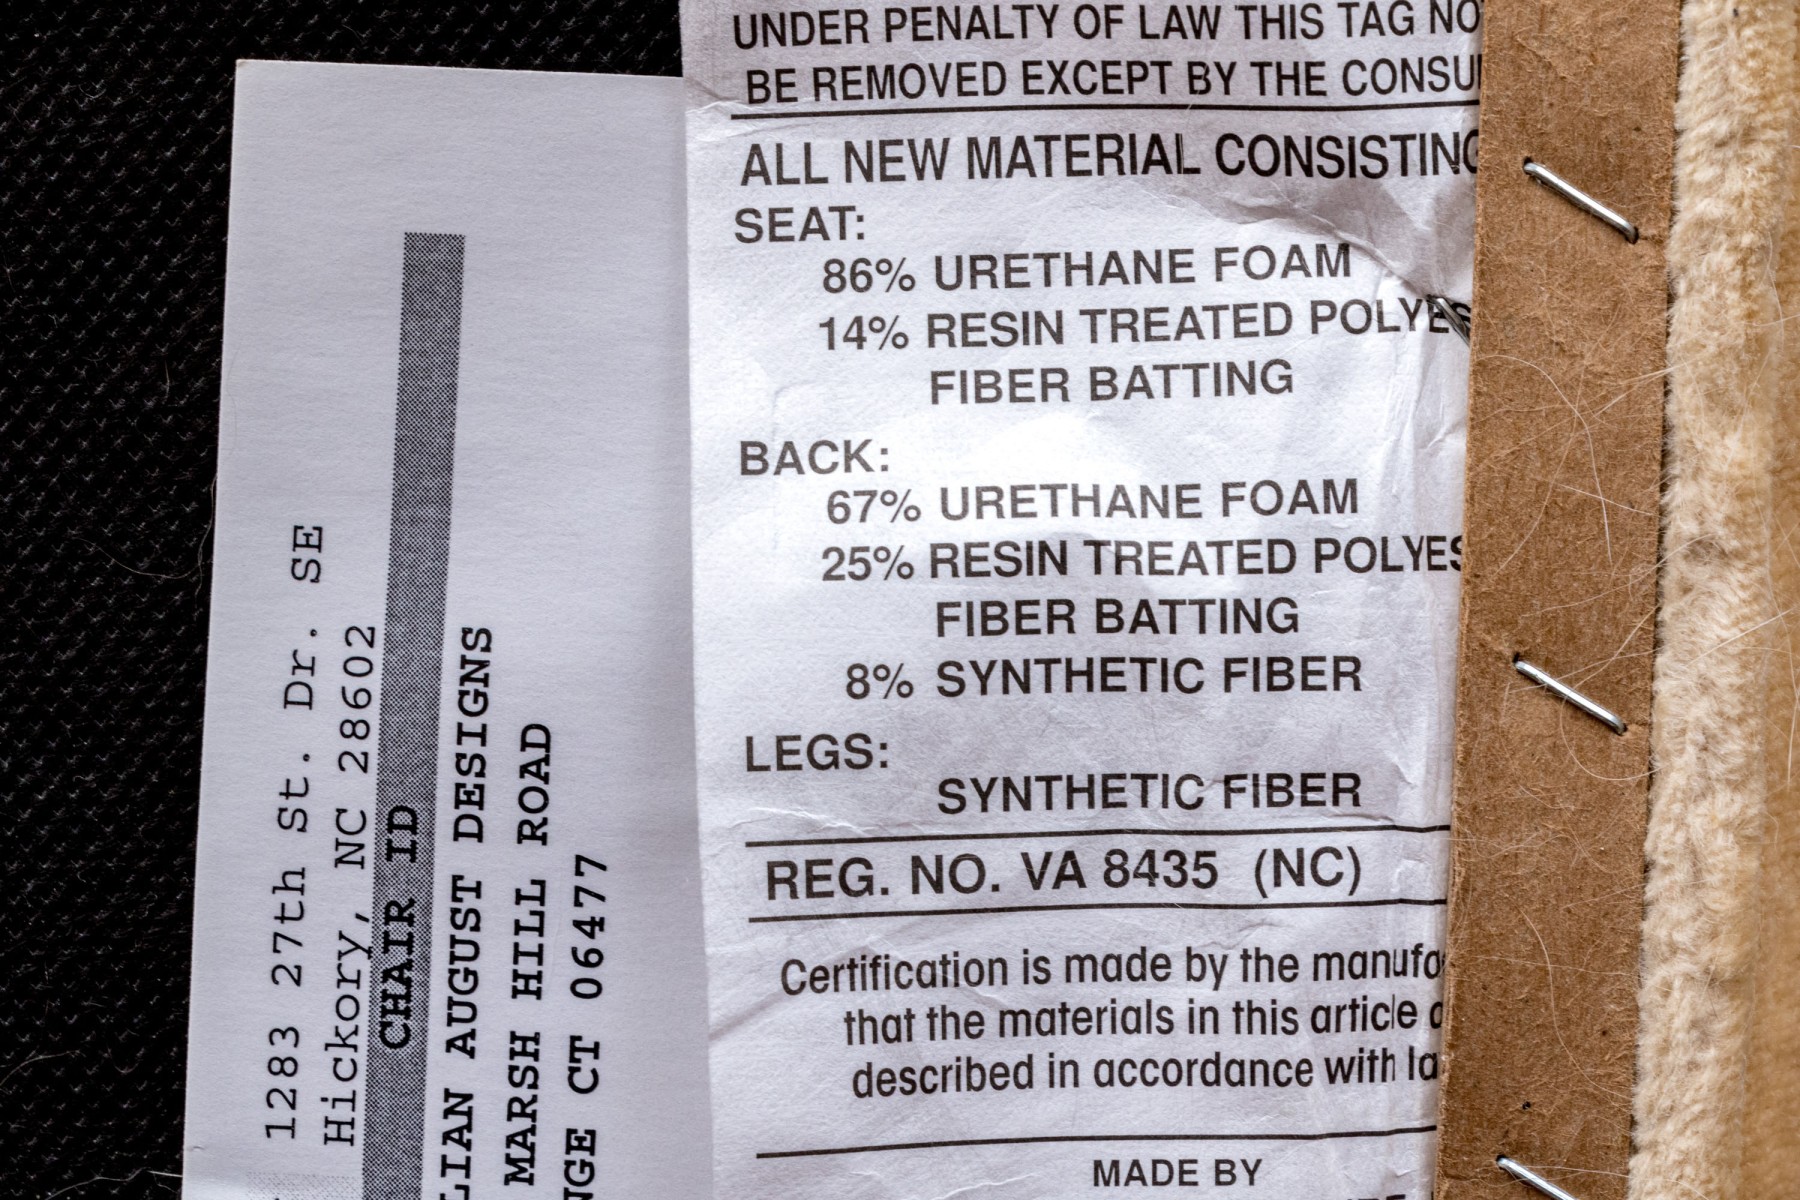 1283 27th St. Dr. SE
Hickory, NC 28602
CHAIR ID
LIAN AUGUST DESIGNS
MARSH HILL ROAD
NGE CT 06477
UNDER PENALTY OF LAW THIS TAG NO
BE REMOVED EXCEPT BY THE CONSU
ALL NEW MATERIAL CONSISTING
SEAT:
86% URETHANE FOAM
14% RESIN TREATED POLYES
FIBER BATTING
BACK:
67% URETHANE FOAM
25% RESIN TREATED POLYES
FIBER BATTING
8% SYNTHETIC FIBER
LEGS:
SYNTHETIC FIBER
REG. NO. VA 8435 (NC)
Certification is made by the manufa
that the materials in this article
described in accordance with la
MADE BY